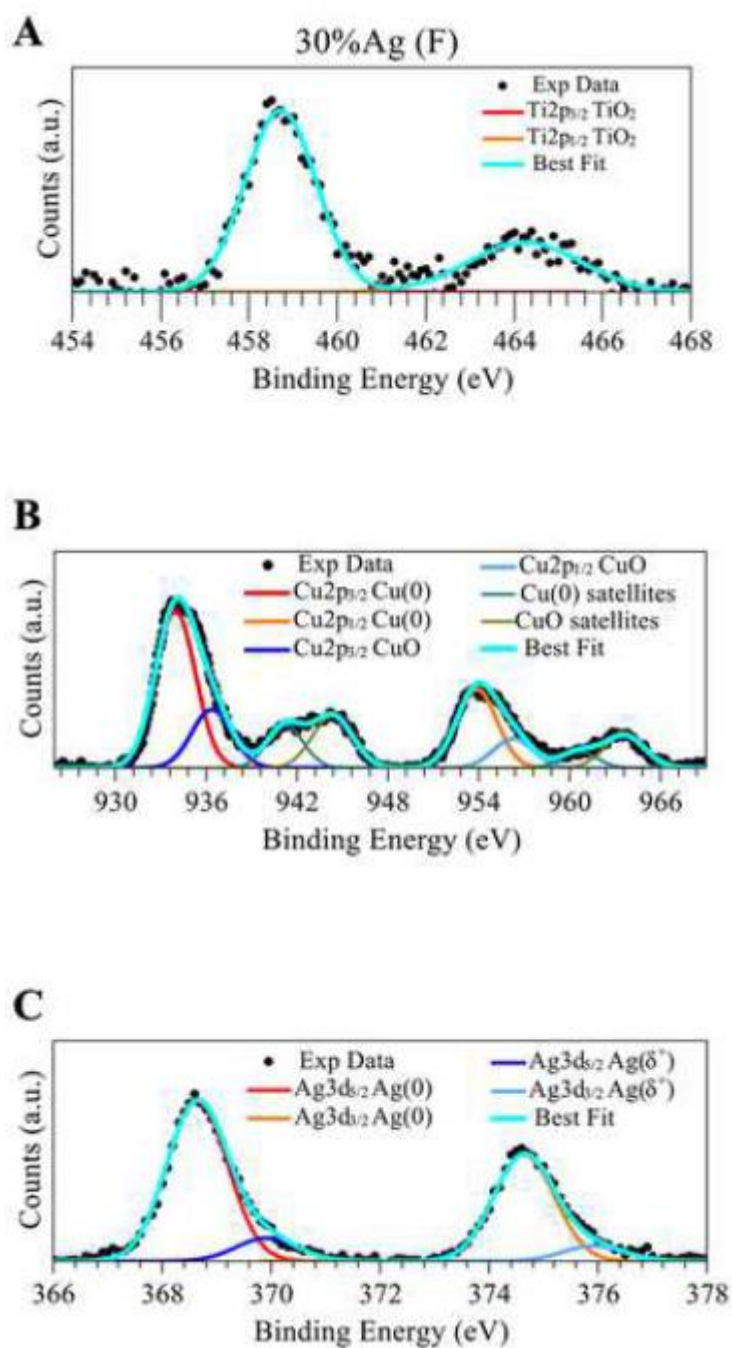 A
30%Ag (F)
Exp Data
Ti2p₃/₂ TiO₂
Ti2p₁/₂ TiO₂
Best Fit
Counts (a.u.)
454 456 457 458 460 462 464 466 468
Binding Energy (eV)
B
Exp Data
Cu2p₃/₂ Cu(0)
Cu2p₁/₂ Cu(0)
Cu2p₃/₂ CuO
Cu2p₁/₂ CuO
Cu(0) satellites
CuO satellites
Best Fit
Counts (a.u.)
930 936 942 948 954 960 966
Binding Energy (eV)
C
Exp Data
Ag3d₅/₂ Ag(0)
Ag3d₃/₂ Ag(0)
Ag3d₅/₂ Ag(δ⁺)
Ag3d₃/₂ Ag(δ⁺)
Best Fit
Counts (a.u.)
366 368 370 372 374 376 378
Binding Energy (eV)